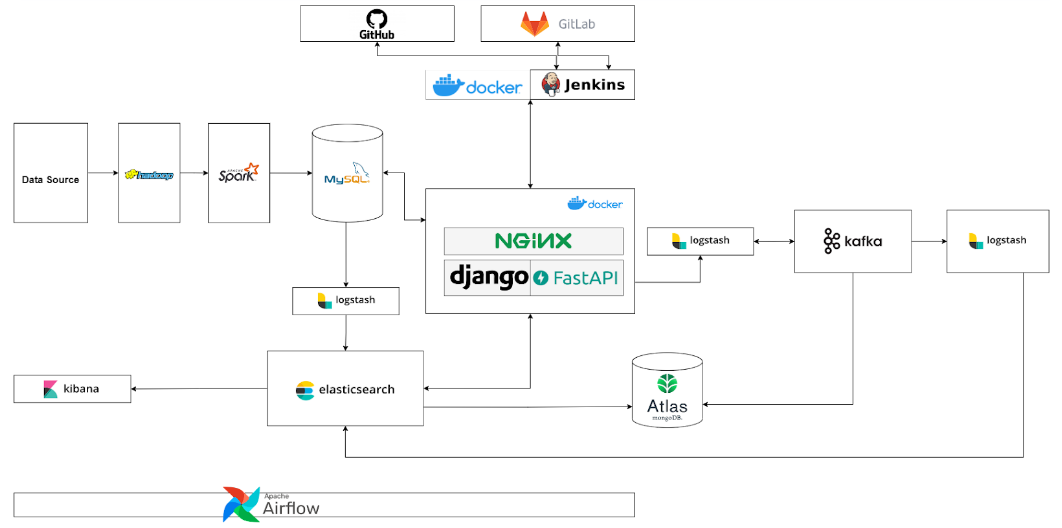 GitHub
GitLab
docker
Jenkins
Data Source
hadoop
APACHE
Spark
MySQL
docker
NGINX
django
FastAPI
logstash
kafka
logstash
logstash
kibana
elasticsearch
Atlas
mongoDB.
Apache
Airflow